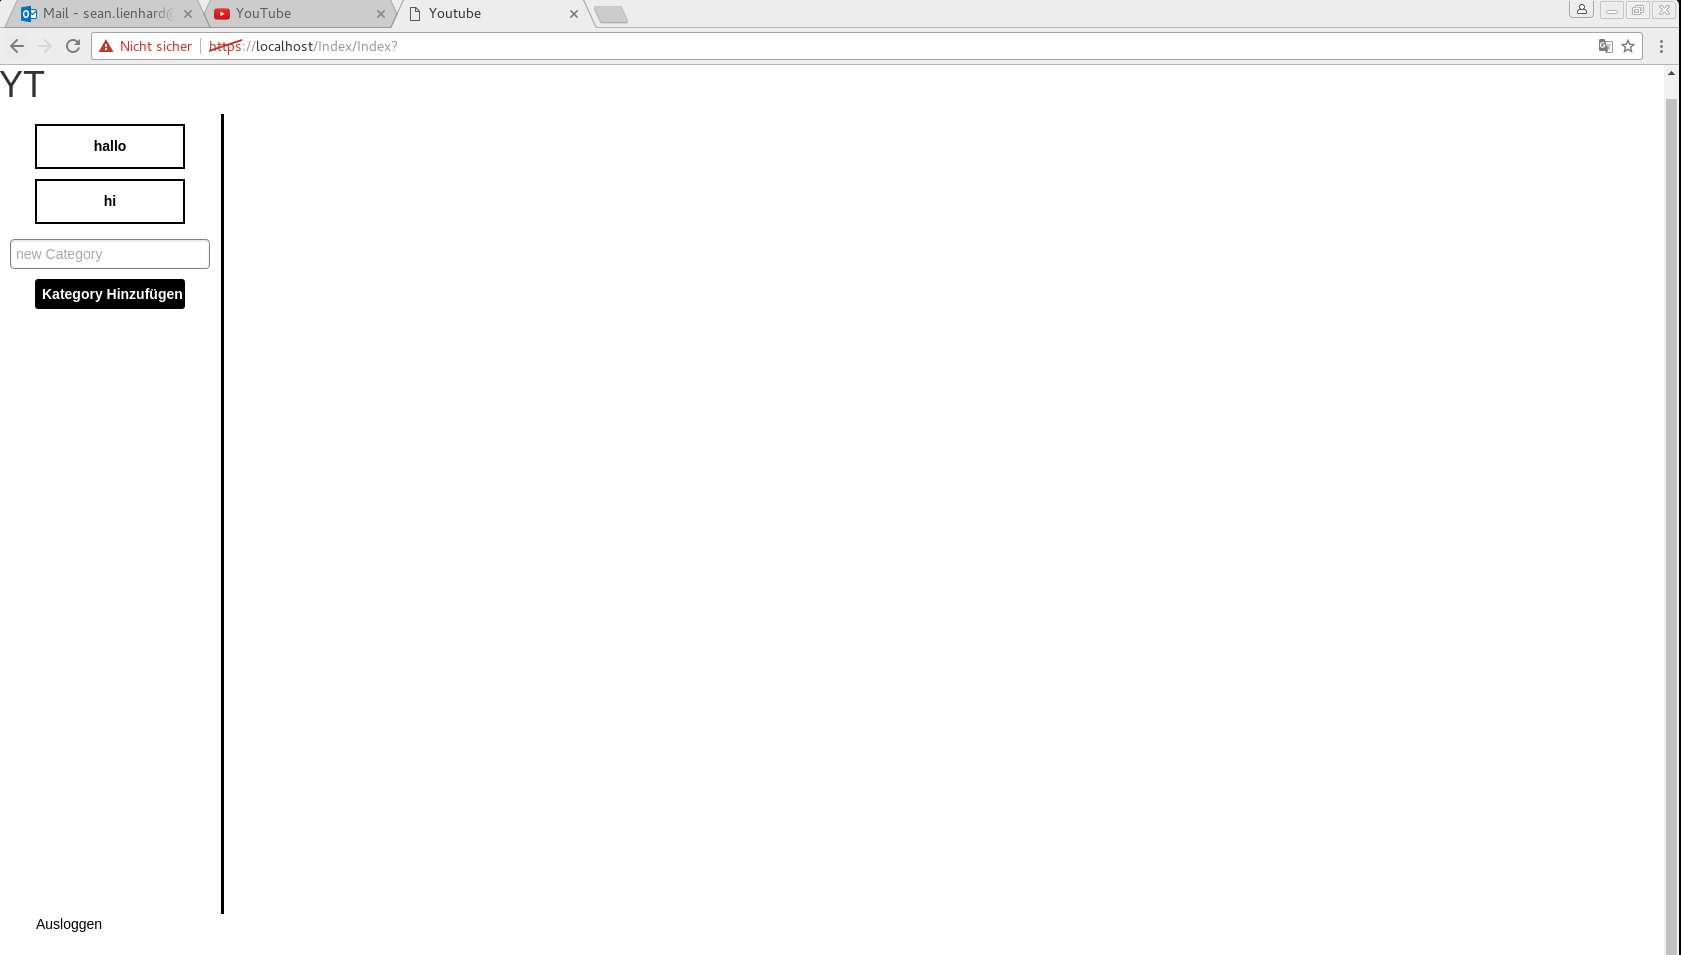 Mail - sean.lienhard@
YouTube
Youtube
Nicht sicher https://localhost/Index/Index?
YT
hallo
hi
new Category
Kategory Hinzufügen
Ausloggen